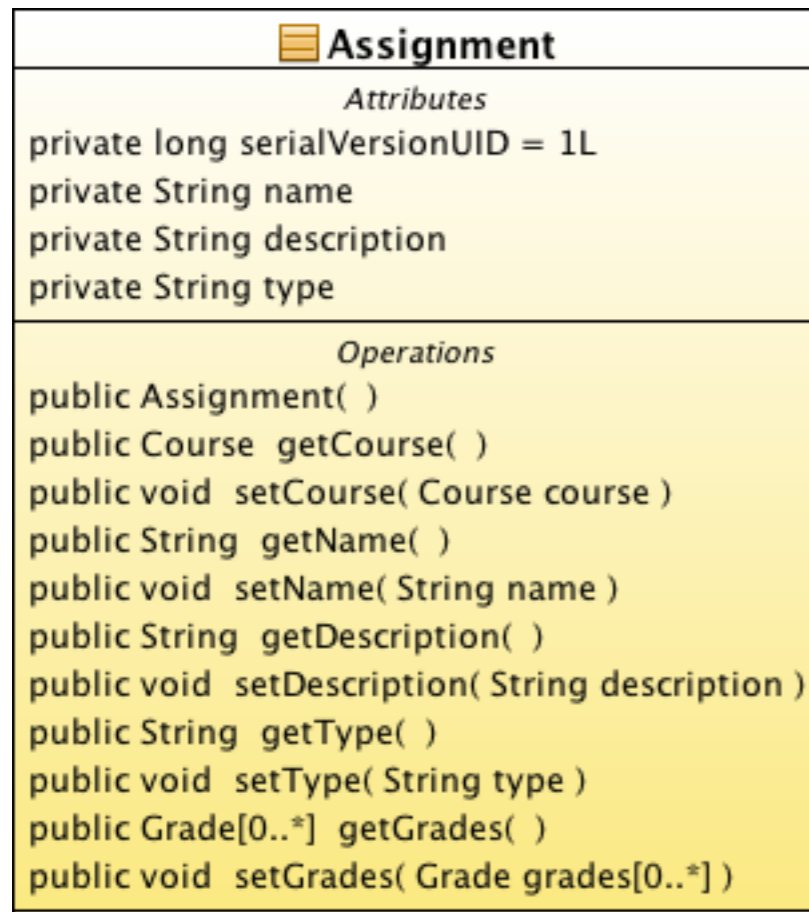 Assignment
Attributes
private long serialVersionUID = 1L
private String name
private String description
private String type
Operations
public Assignment( )
public Course  getCourse( )
public void  setCourse( Course course )
public String  getName( )
public void  setName( String name )
public String  getDescription( )
public void  setDescription( String description )
public String  getType( )
public void  setType( String type )
public Grade[0..*]  getGrades( )
public void  setGrades( Grade grades[0..*] )